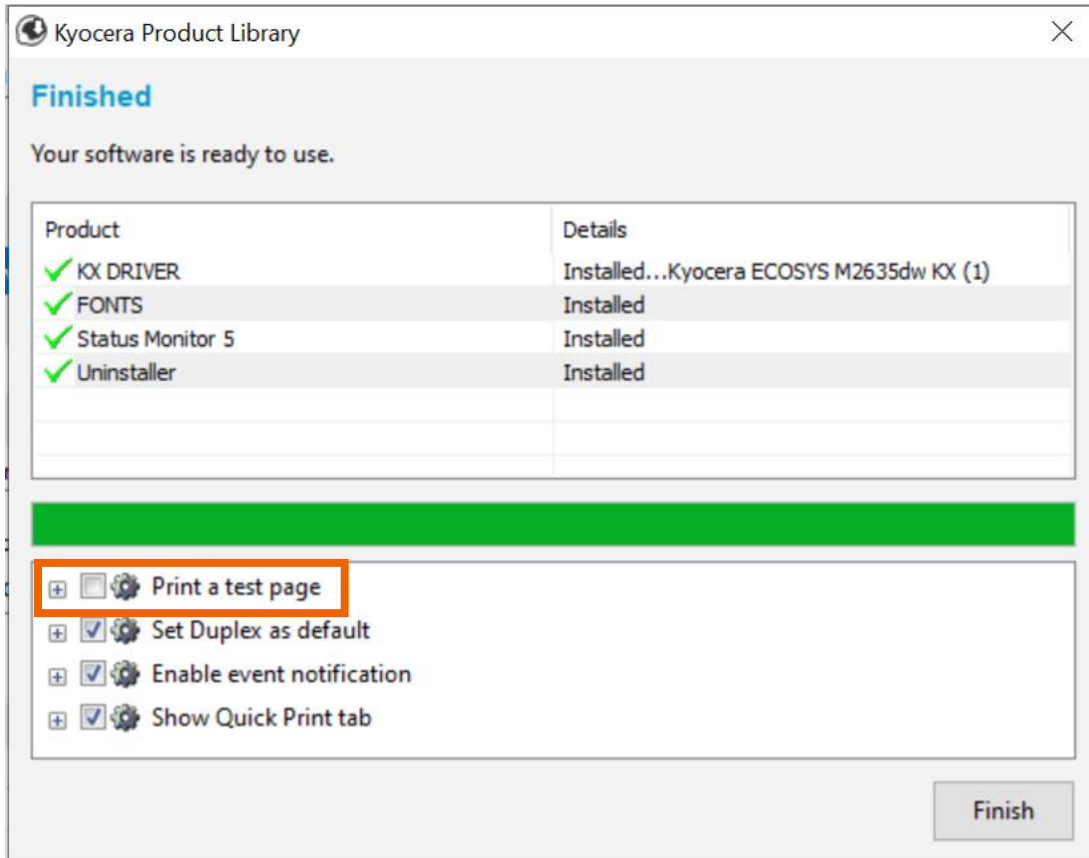 Kyocera Product Library
Finished
Your software is ready to use.
Product Details
KX DRIVER Installed...Kyocera ECOSYS M2635dw KX (1)
FONTS Installed
Status Monitor 5 Installed
Uninstaller Installed
Print a test page
Set Duplex as default
Enable event notification
Show Quick Print tab
Finish